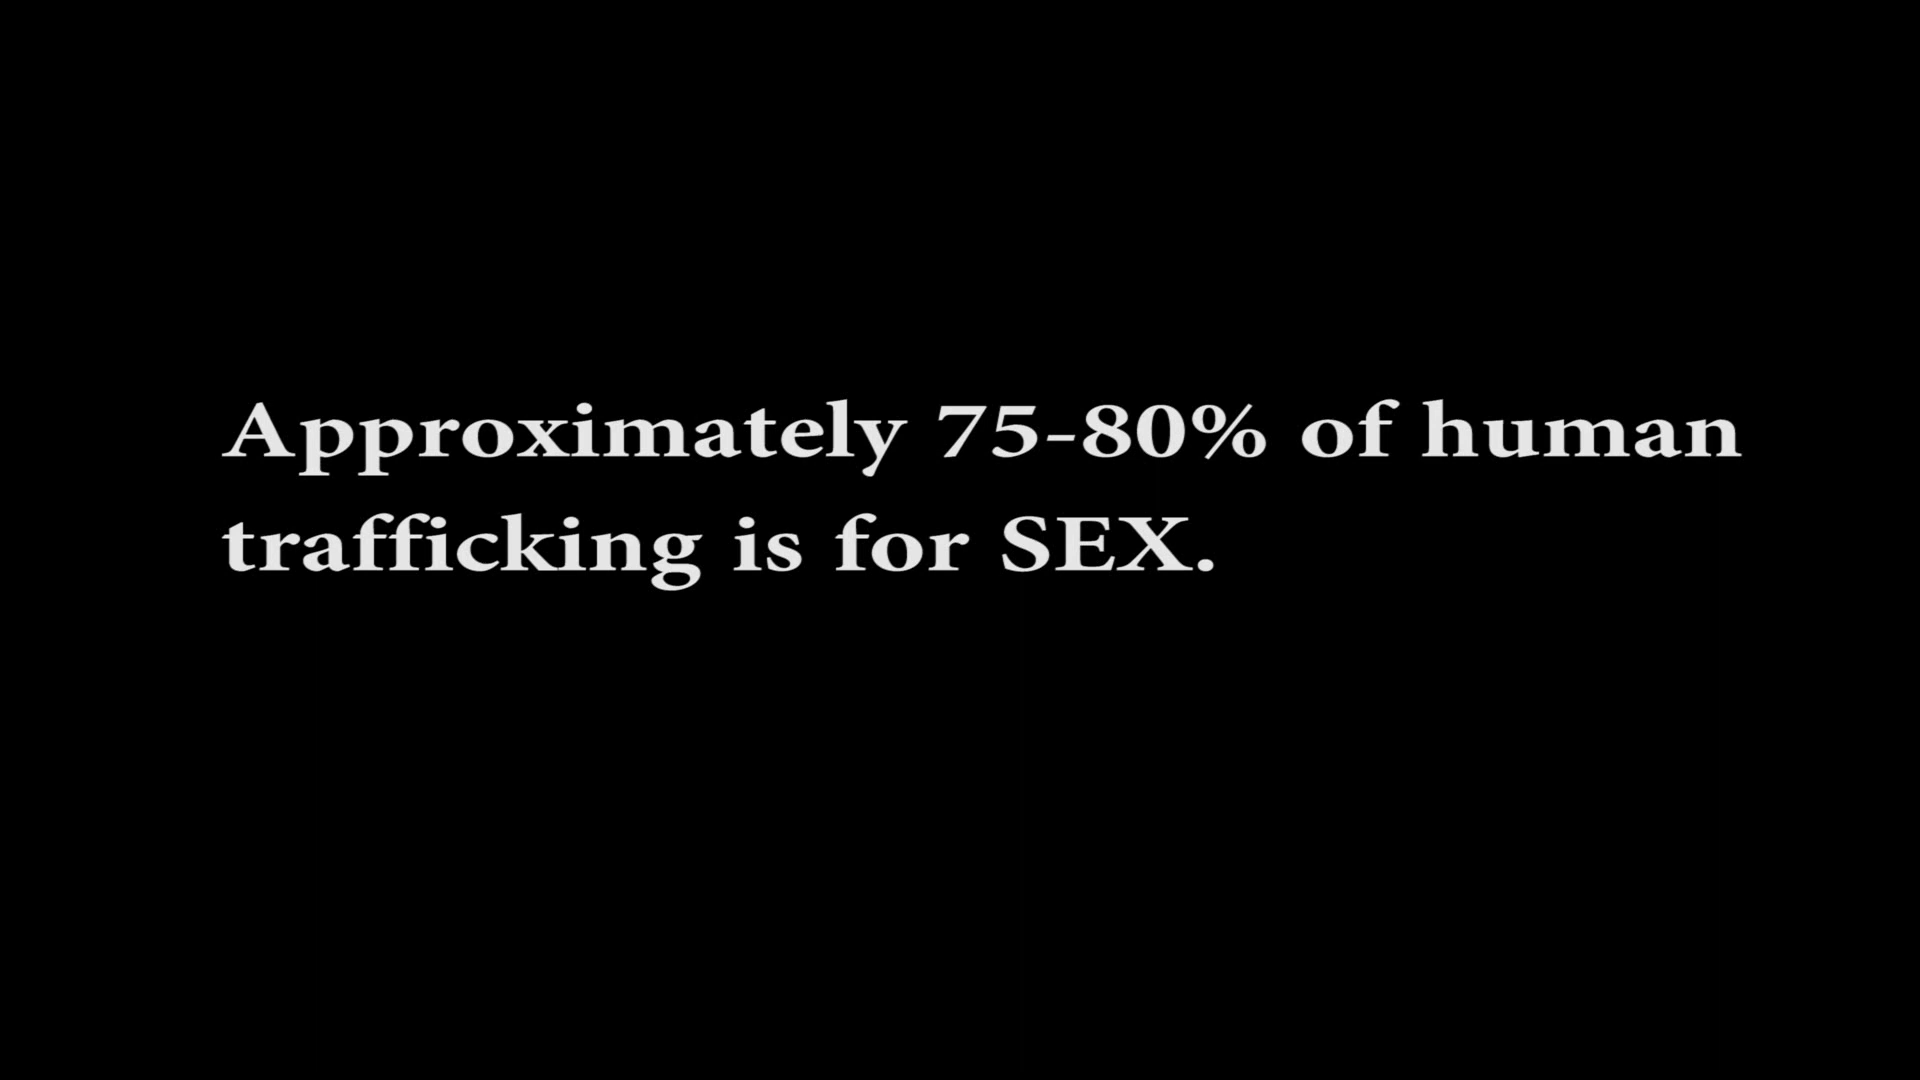 Approximately 75-80% of human
trafficking is for SEX.